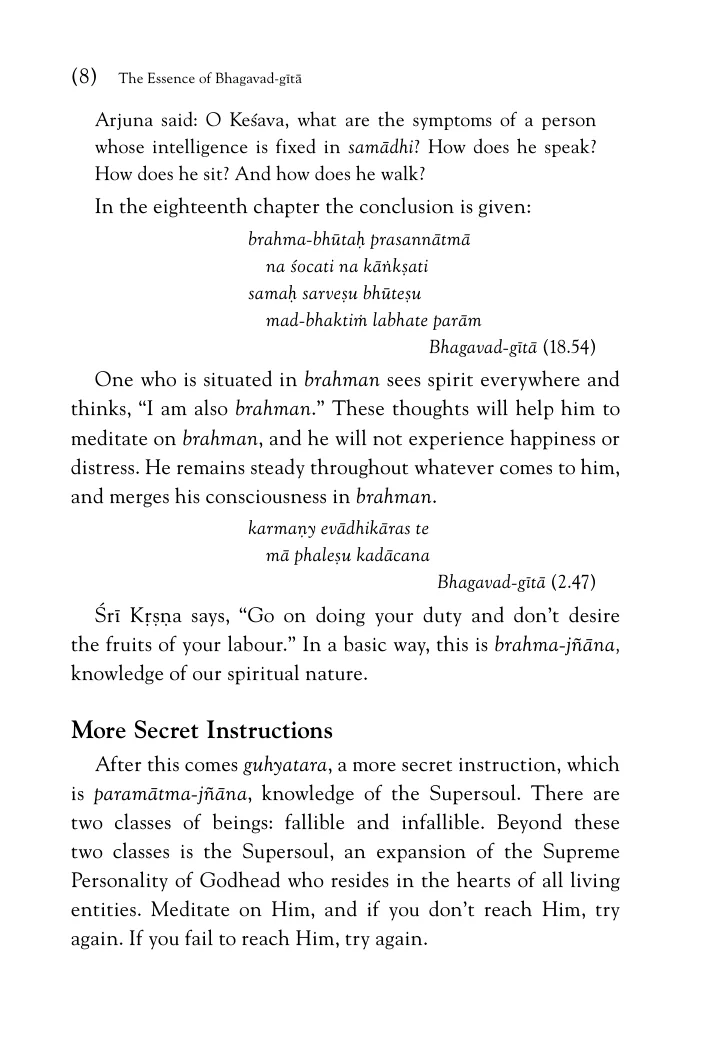 (8) The Essence of Bhagavad-gītā
Arjuna said: O Keśava, what are the symptoms of a person
whose intelligence is fixed in samādhi? How does he speak?
How does he sit? And how does he walk?
In the eighteenth chapter the conclusion is given:
brahma-bhūtaḥ prasannātmā
na śocati na kāṅkṣati
samaḥ sarveṣu bhūteṣu
mad-bhaktiṁ labhate parām
Bhagavad-gītā (18.54)
One who is situated in brahman sees spirit everywhere and
thinks, “I am also brahman.” These thoughts will help him to
meditate on brahman, and he will not experience happiness or
distress. He remains steady throughout whatever comes to him,
and merges his consciousness in brahman.
karmaṇy evādhikāras te
mā phaleṣu kadācana
Bhagavad-gītā (2.47)
Śrī Kṛṣṇa says, “Go on doing your duty and don’t desire
the fruits of your labour.” In a basic way, this is brahma-jñāna,
knowledge of our spiritual nature.
More Secret Instructions
After this comes guhyatara, a more secret instruction, which
is paramātma-jñāna, knowledge of the Supersoul. There are
two classes of beings: fallible and infallible. Beyond these
two classes is the Supersoul, an expansion of the Supreme
Personality of Godhead who resides in the hearts of all living
entities. Meditate on Him, and if you don’t reach Him, try
again. If you fail to reach Him, try again.